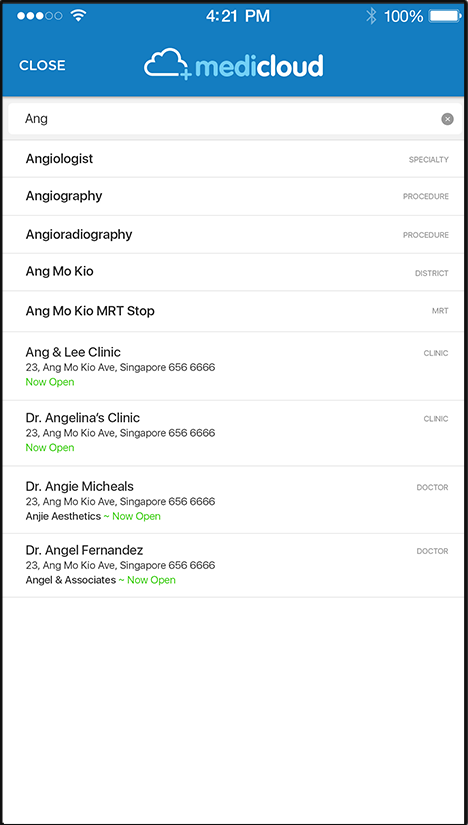 4:21 PM 100%
CLOSE medicloud
Ang
Angiologist SPECIALTY
Angiography PROCEDURE
Angioradiography PROCEDURE
Ang Mo Kio DISTRICT
Ang Mo Kio MRT Stop MRT
Ang & Lee Clinic CLINIC
23, Ang Mo Kio Ave, Singapore 656 6666
Now Open
Dr. Angelina's Clinic CLINIC
23, Ang Mo Kio Ave, Singapore 656 6666
Now Open
Dr. Angie Micheals DOCTOR
23, Ang Mo Kio Ave, Singapore 656 6666
Anjie Aesthetics ~ Now Open
Dr. Angel Fernandez DOCTOR
23, Ang Mo Kio Ave, Singapore 656 6666
Angel & Associates ~ Now Open